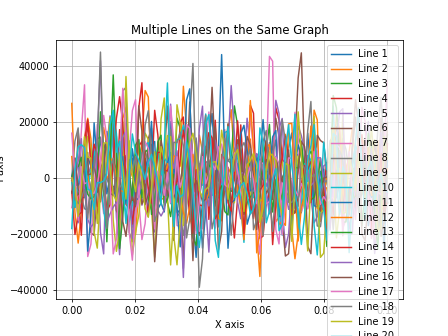 Multiple Lines on the Same Graph
40000
20000
0
−20000
−40000
0.00
0.02
0.04
0.06
X axis
Line 1
Line 2
Line 3
Line 4
Line 5
Line 6
Line 7
Line 8
Line 9
Line 10
Line 11
Line 12
Line 13
Line 14
Line 15
Line 16
Line 17
Line 18
Line 19
Line 20